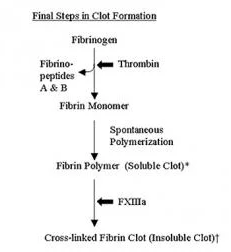 Final Steps in Clot Formation
Fibrinogen
Fibrino-
peptides
A & B
Thrombin
Fibrin Monomer
Spontaneous
Polymerization
Fibrin Polymer (Soluble Clot)*
FXIIIa
Cross-linked Fibrin Clot (Insoluble Clot)†